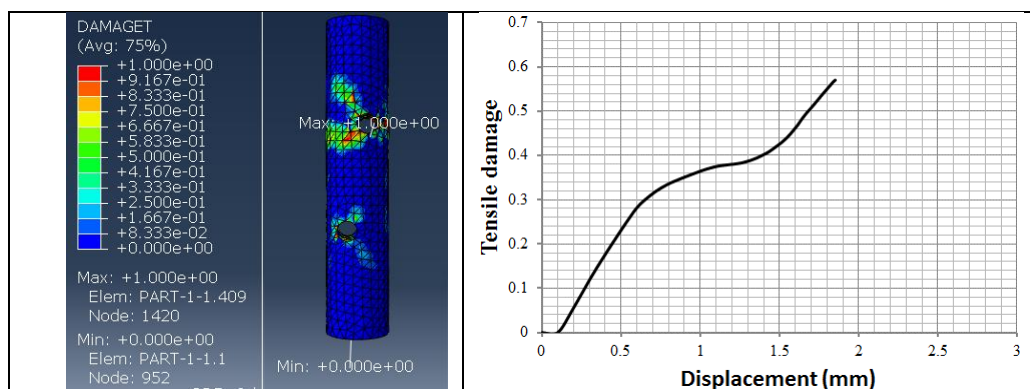 DAMAGET
(Avg: 75%)
+1.000e+00
+9.167e-01
+8.333e-01
+7.500e-01
+6.667e-01
+5.833e-01
+5.000e-01
+4.167e-01
+3.333e-01
+2.500e-01
+1.667e-01
+8.333e-02
+0.000e+00
Max: +1.000e+00
Elem: PART-1-1.409
Node: 1420
Min: +0.000e+00
Elem: PART-1-1.1
Node: 952
Max: +1.000e+00
Min: +0.000e+00
Tensile damage
0.7
0.6
0.5
0.4
0.3
0.2
0.1
0
0 0.5 1 1.5 2 2.5 3
Displacement (mm)